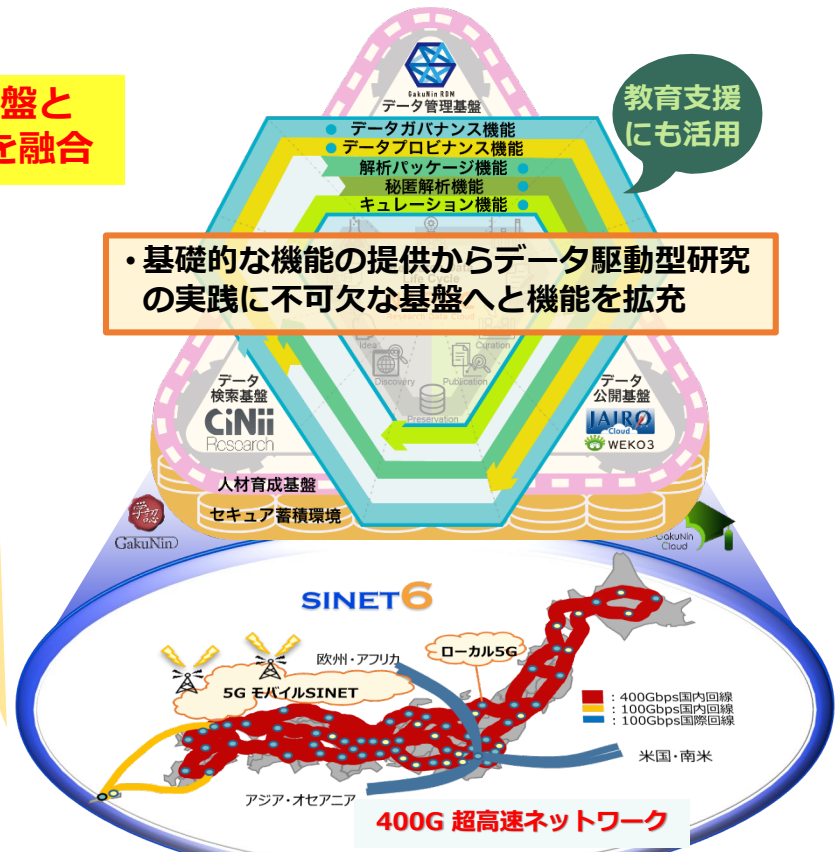 盤と
を融合
GakuNin RDM
データ管理基盤
教育支援
にも活用
データガバナンス機能
データプロビナンス機能
解析パッケージ機能
秘匿解析機能
キュレーション機能
・基礎的な機能の提供からデータ駆動型研究
の実践に不可欠な基盤へと機能を拡充
Life Cycle
Idea
Curation
Discovery
Publication
Preservation
データ
検索基盤
CiNii
Research
データ
公開基盤
JAIRO
Cloud
WEKO3
人材育成基盤
セキュア蓄積環境
学認
GakuNin
GakuNin
Cloud
SINET6
欧州・アフリカ
ローカル5G
5G モバイルSINET
：400Gbps国内回線
：100Gbps国内回線
：100Gbps国際回線
米国・南米
アジア・オセアニア
400G 超高速ネットワーク